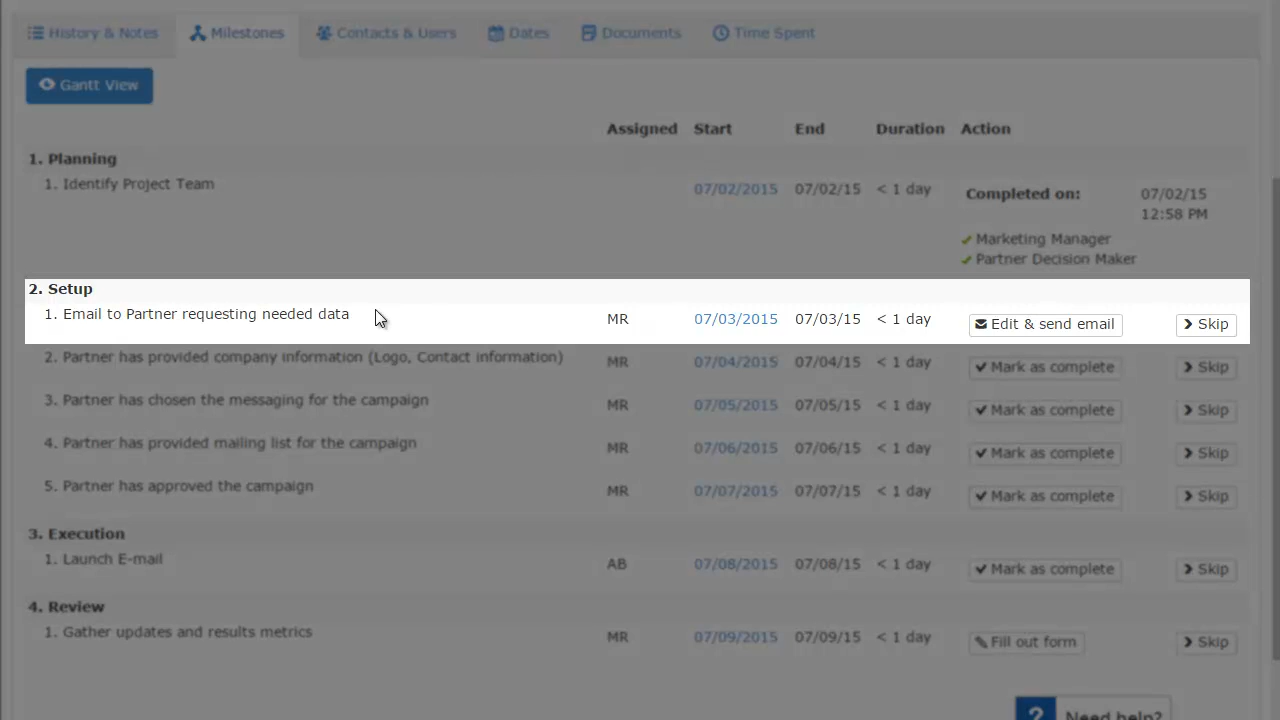 History & Notes Milestones Contacts & Users Dates Documents Time Spent
Gantt View
Assigned Start End Duration Action
1. Planning
1. Identify Project Team 07/02/2015 07/02/15 < 1 day Completed on: 07/02/15
12:58 PM
Marketing Manager
Partner Decision Maker
2. Setup
1. Email to Partner requesting needed data MR 07/03/2015 07/03/15 < 1 day Edit & send email Skip
2. Partner has provided company information (Logo, Contact information) MR 07/04/2015 07/04/15 < 1 day Mark as complete Skip
3. Partner has chosen the messaging for the campaign MR 07/05/2015 07/05/15 < 1 day Mark as complete Skip
4. Partner has provided mailing list for the campaign MR 07/06/2015 07/06/15 < 1 day Mark as complete Skip
5. Partner has approved the campaign MR 07/07/2015 07/07/15 < 1 day Mark as complete Skip
3. Execution
1. Launch E-mail AB 07/08/2015 07/08/15 < 1 day Mark as complete Skip
4. Review
1. Gather updates and results metrics MR 07/09/2015 07/09/15 < 1 day Fill out form Skip
? Need help?